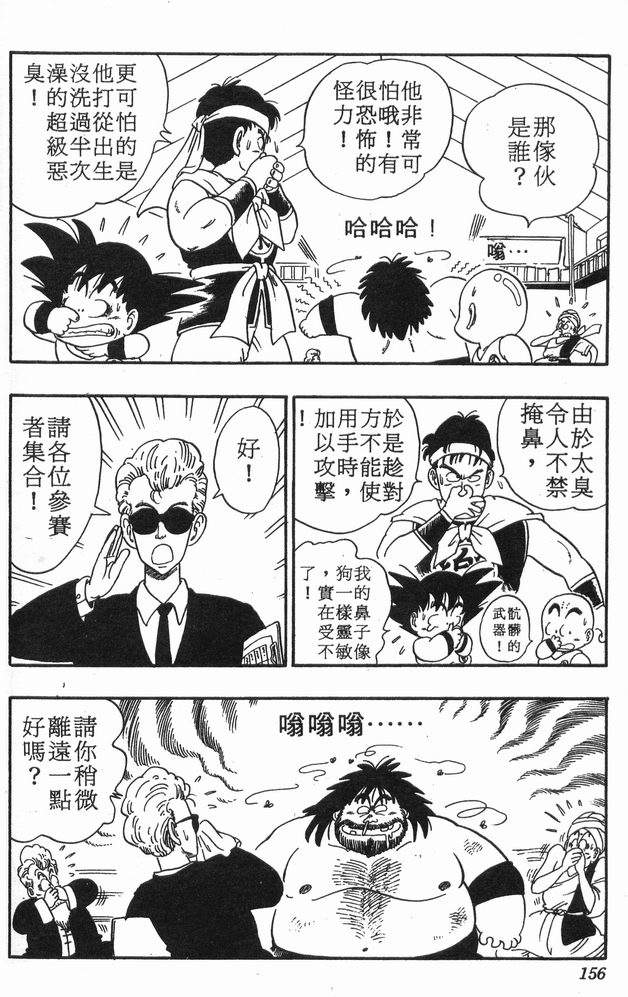 那傢伙
是誰？
他非常可
怕哦！有
很恐怖的
怪力！
更可怕的是
他打從出生
沒洗過半次
澡的超級惡
臭！
哈哈哈！
嗡…
由於太臭
令人不禁
掩鼻，
於是趁對
方不能使
用手時，
加以攻擊
！
骯髒的
武器！
我的鼻子像
狗一樣靈敏
，實在受不
了！
好！
請各位參賽
者集合！
嗡嗡嗡……
請你稍微
離遠一點
好嗎？
156